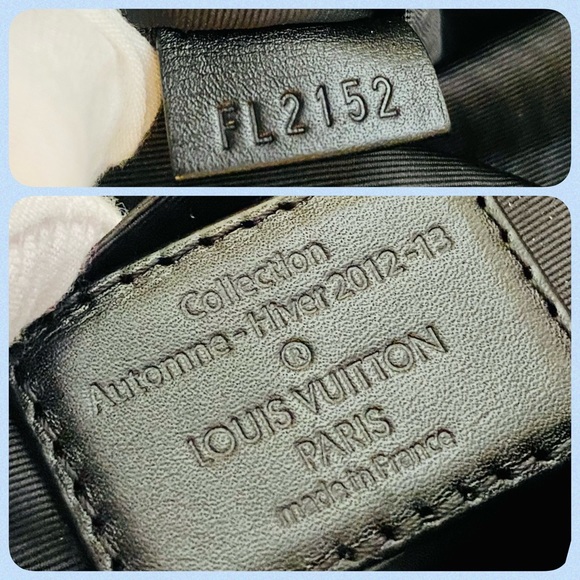 FL2152
Collection
Automne-Hiver 2012-13
LOUIS VUITTON
PARIS
made in France